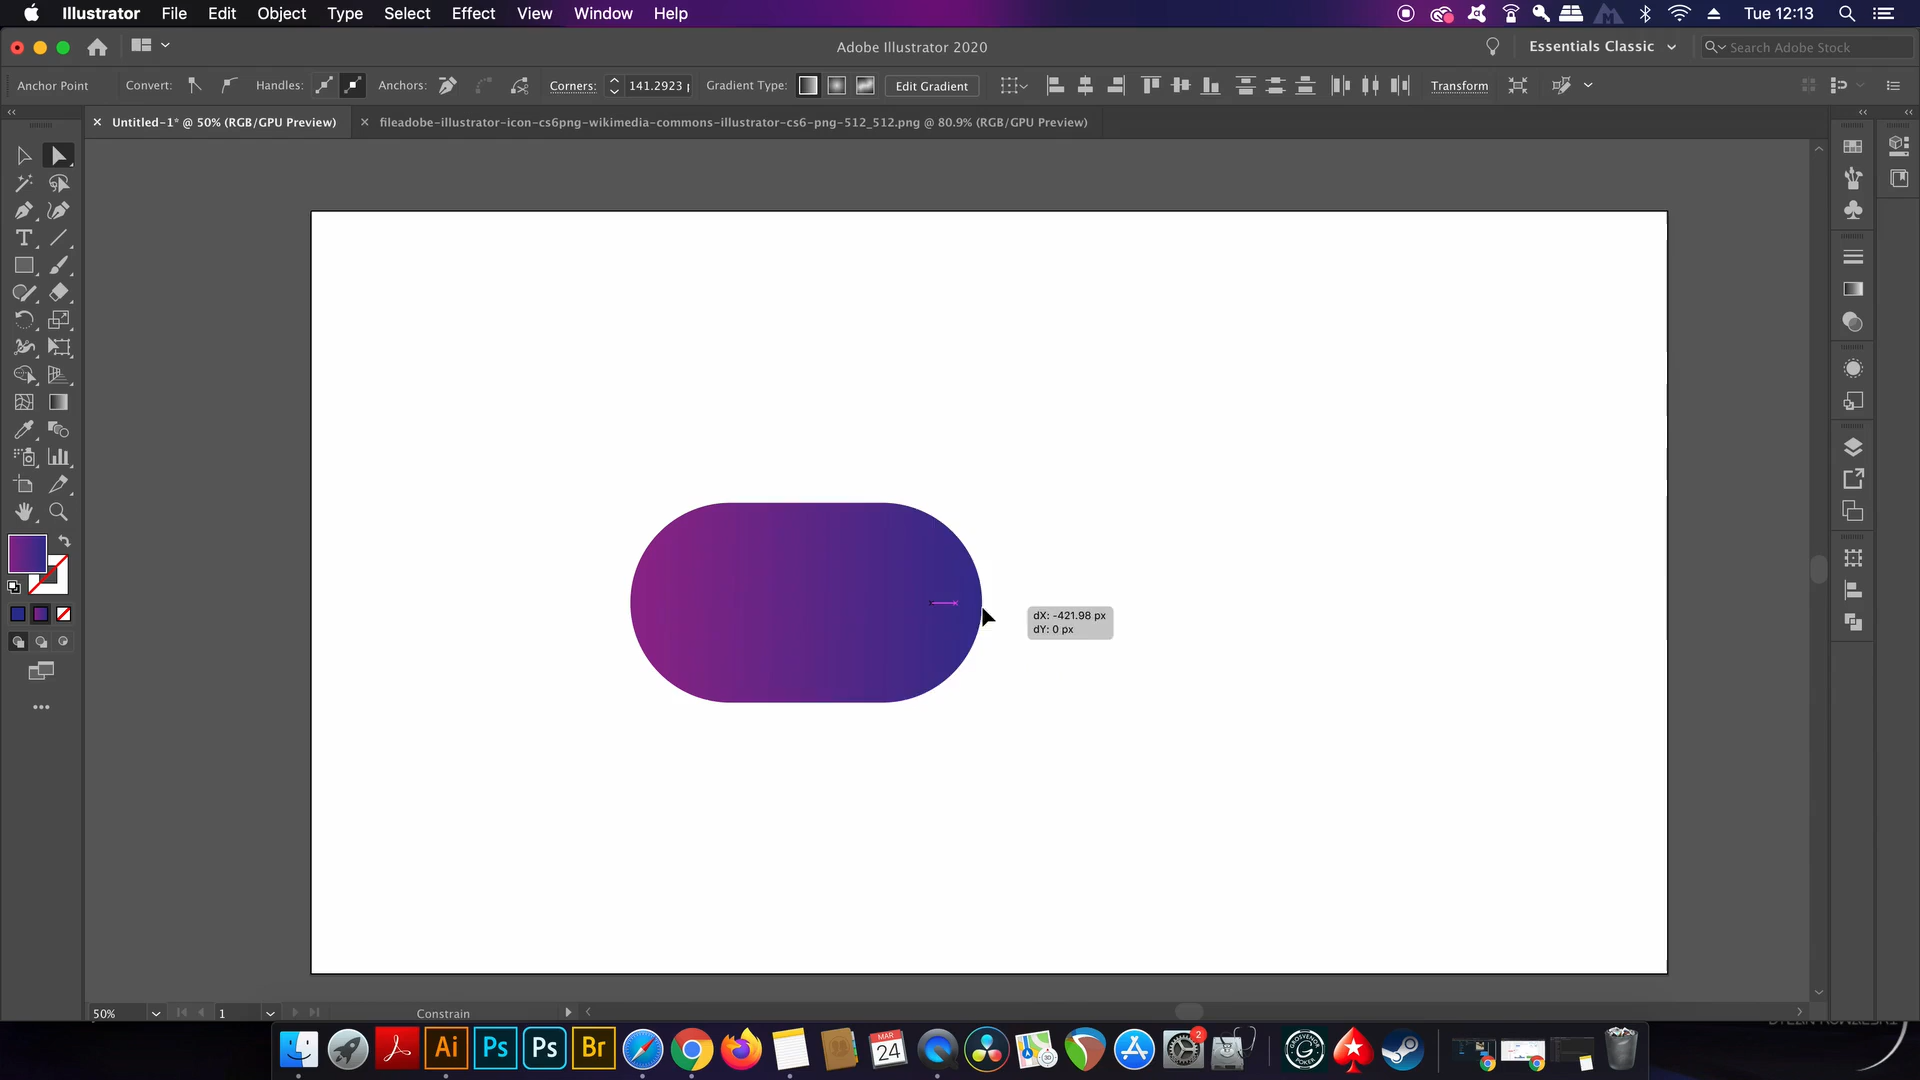 Illustrator File Edit Object Type Select Effect View Window Help Tue 12:13
Adobe Illustrator 2020 Essentials Classic Search Adobe Stock
Anchor Point Convert: Handles: Anchors: Corners: 141.2923 Gradient Type: Edit Gradient Transform
Untitled-1* @ 50% (RGB/GPU Preview) fileadobe-illustrator-icon-cs6png-wikimedia-commons-illustrator-cs6-png-512_512.png @ 80.9% (RGB/GPU Preview)
T
dX: -421.98 px
dY: 0 px
50% 1 Constrain
Ai Ps Ps Br MAR 24 2